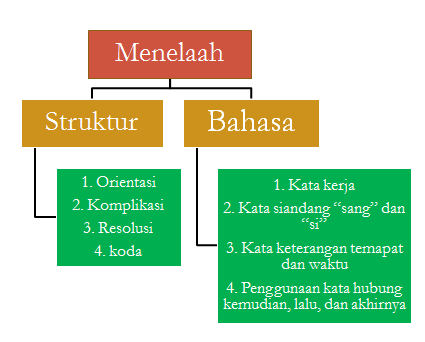 Menelaah
Struktur
Bahasa
1. Orientasi
2. Komplikasi
3. Resolusi
4. koda
1. Kata kerja
2. Kata siandang “sang” dan
“si”
3. Kata keterangan temapat
dan waktu
4. Penggunaan kata hubung
kemudian, lalu, dan akhirnya